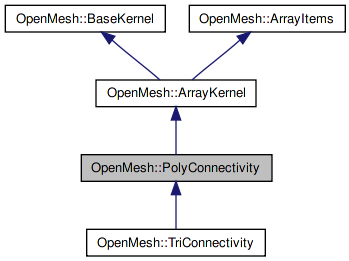 OpenMesh::BaseKernel
OpenMesh::ArrayItems
OpenMesh::ArrayKernel
OpenMesh::PolyConnectivity
OpenMesh::TriConnectivity